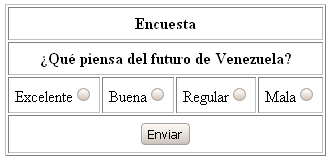 Encuesta
¿Qué piensa del futuro de Venezuela?
Excelente Buena Regular Mala
Enviar